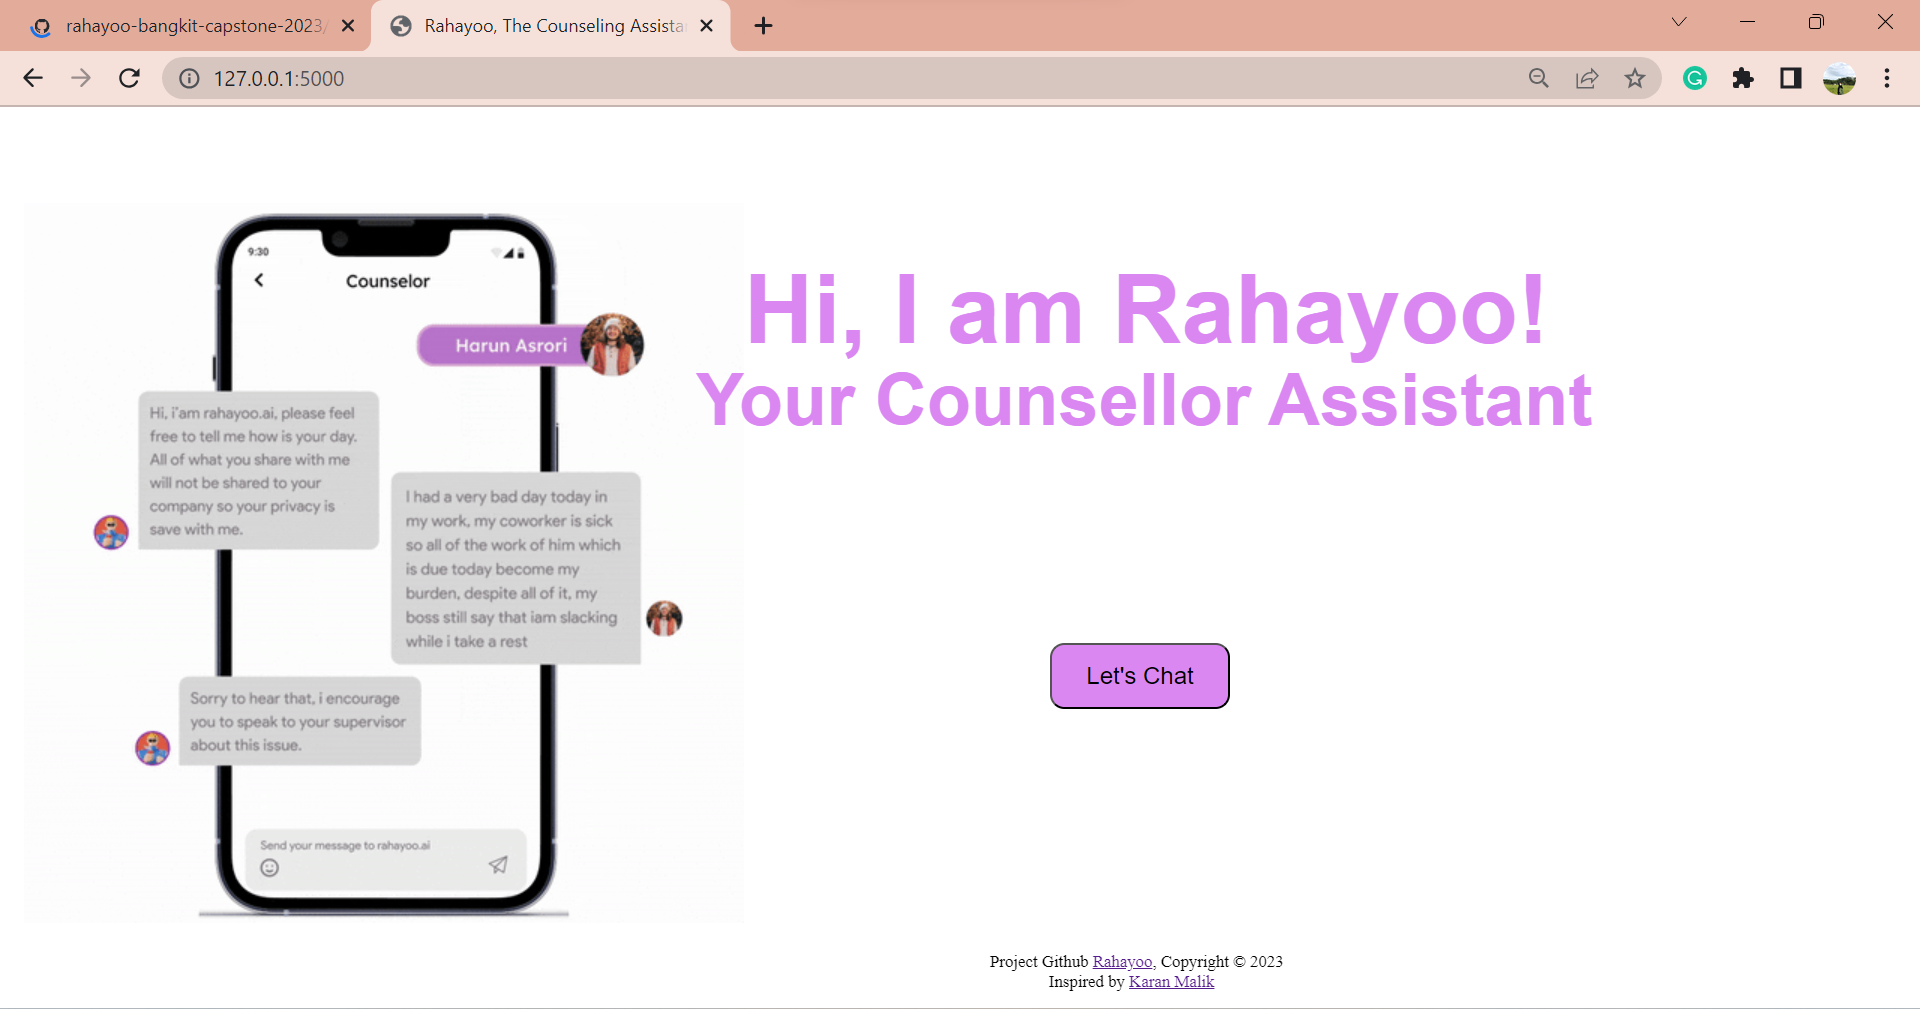 rahayoo-bangkit-capstone-2023/
Rahayoo, The Counseling Assista
127.0.0.1:5000
9:30
Counselor
Harun Asrori
Hi, i'am rahayoo.ai, please feel
free to tell me how is your day.
All of what you share with me
will not be shared to your
company so your privacy is
save with me.
I had a very bad day today in
my work, my coworker is sick
so all of the work of him which
is due today become my
burden, despite all of it, my
boss still say that iam slacking
while i take a rest
Sorry to hear that, i encourage
you to speak to your supervisor
about this issue.
Send your message to rahayoo.ai
Hi, I am Rahayoo!
Your Counsellor Assistant
Let's Chat
Project Github Rahayoo, Copyright © 2023
Inspired by Karan Malik